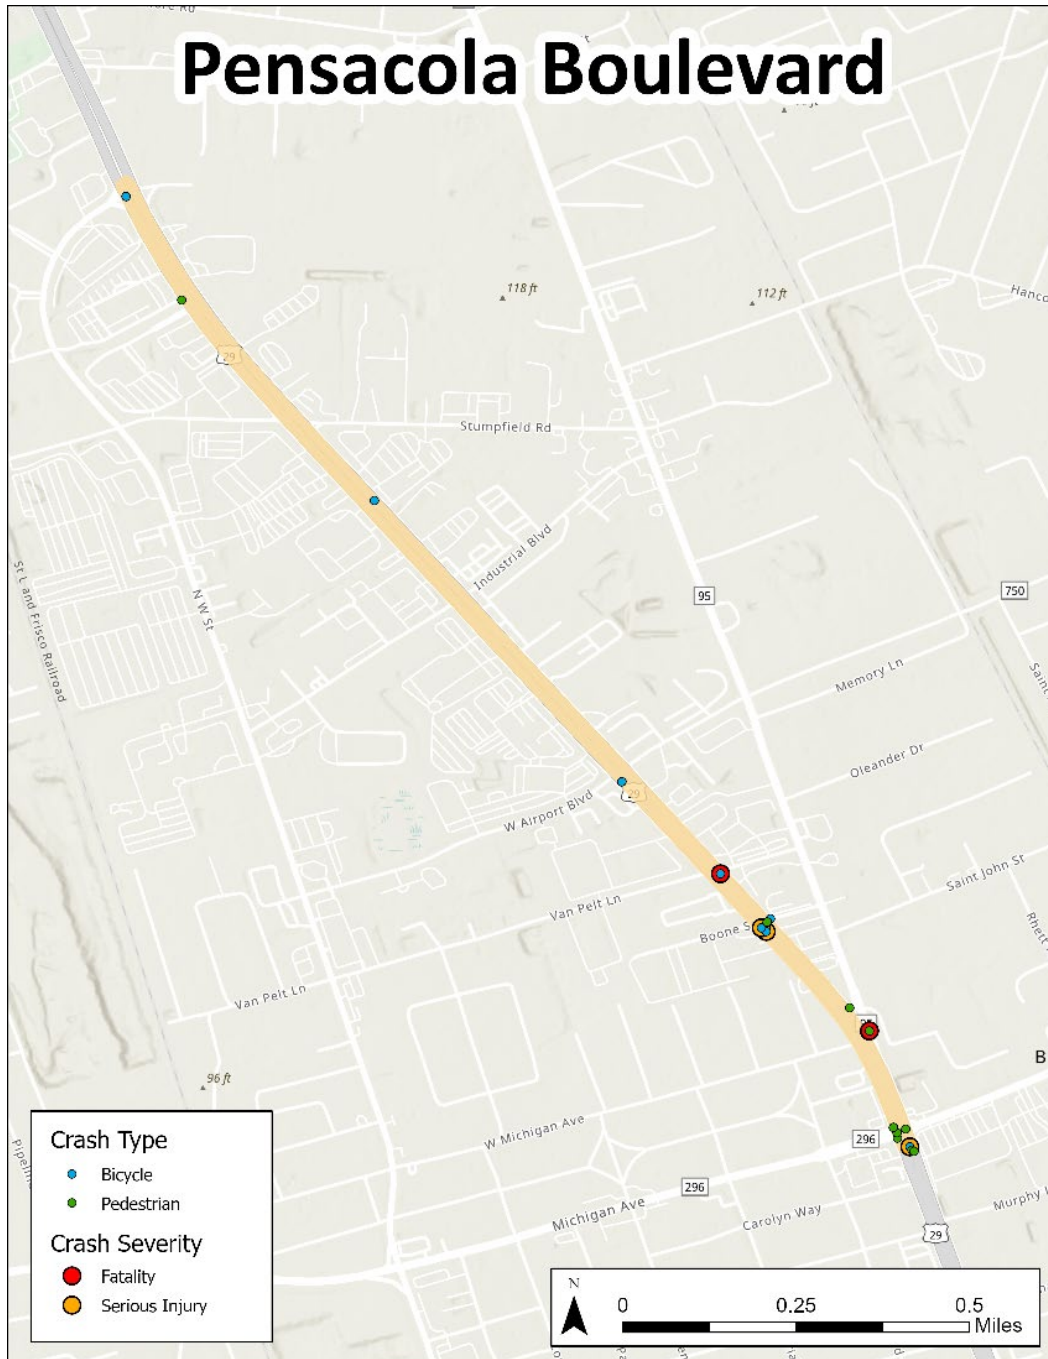 Pensacola Boulevard
118 ft
112 ft
29
Stumpfield Rd
Industrial Blvd
St L and Frisco Railroad
N W St
95
750
Memory Ln
Oleander Dr
29
W Airport Blvd
Saint John St
Van Pelt Ln
Boone S
Van Pelt Ln
B
96 ft
W Michigan Ave
296
296
Michigan Ave
Carolyn Way
Murphy
29
Crash Type
Bicycle
Pedestrian
Crash Severity
Fatality
Serious Injury
N
0 0.25 0.5
Miles